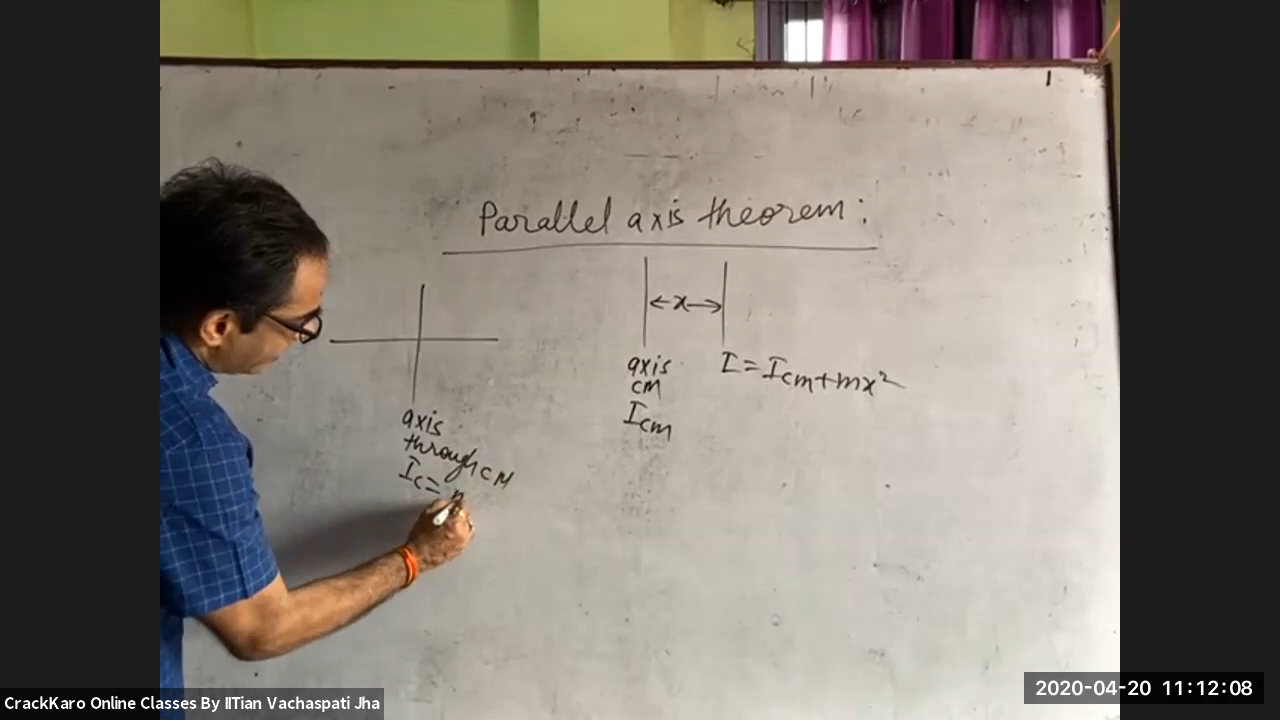 Parallel axis theorem:
x
axis
CM
Icm
I = Icm + mx²
axis
through CM
Ic =
CrackKaro Online Classes By IITian Vachaspati Jha
2020-04-20 11:12:08